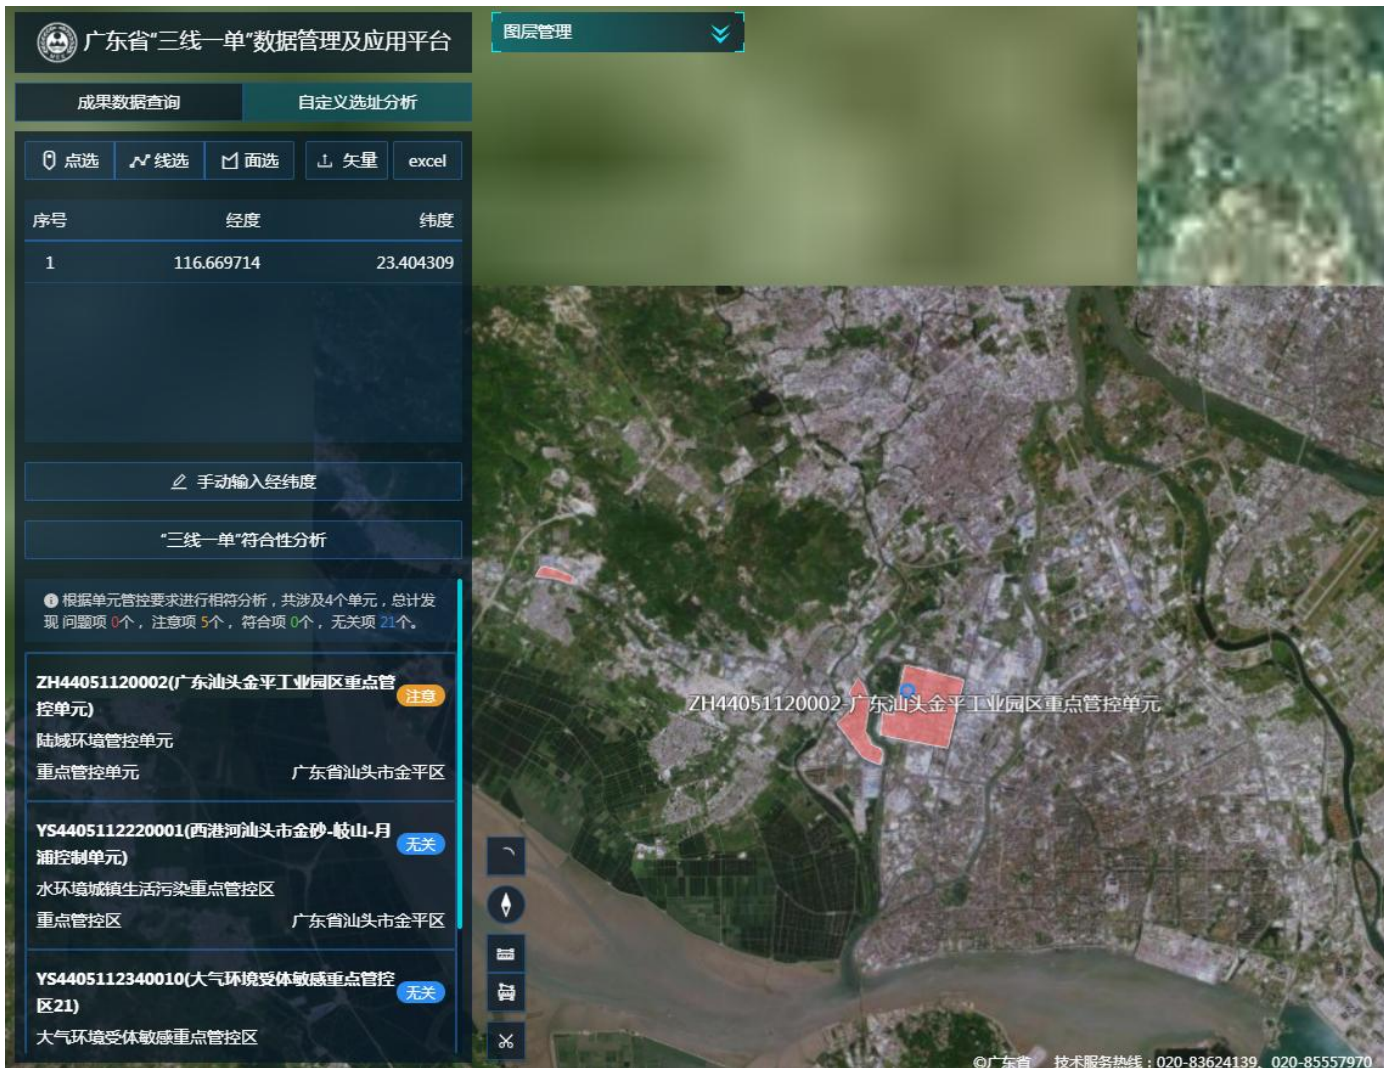 广东省“三线一单”数据管理及应用平台
图层管理
成果数据查询
自定义选址分析
点选
线选
面选
矢量
excel
序号 经度 纬度
1 116.669714 23.404309
手动输入经纬度
“三线一单”符合性分析
根据单元管控要求进行相符分析，共涉及4个单元，总计发
现 问题项 0个， 注意项 5个， 符合项 0个， 无关项 21个。
ZH44051120002(广东汕头金平工业园区重点管
控单元)
注意
陆域环境管控单元
重点管控单元 广东省汕头市金平区
YS4405112220001(西港河汕头市金砂-岐山-月
浦控制单元)
无关
水环境城镇生活污染重点管控区
重点管控区 广东省汕头市金平区
YS4405112340010(大气环境受体敏感重点管控
区21)
无关
大气环境受体敏感重点管控区
ZH44051120002-广东汕头金平工业园区重点管控单元
©广东省 技术服务热线：020-83624139、020-85557970